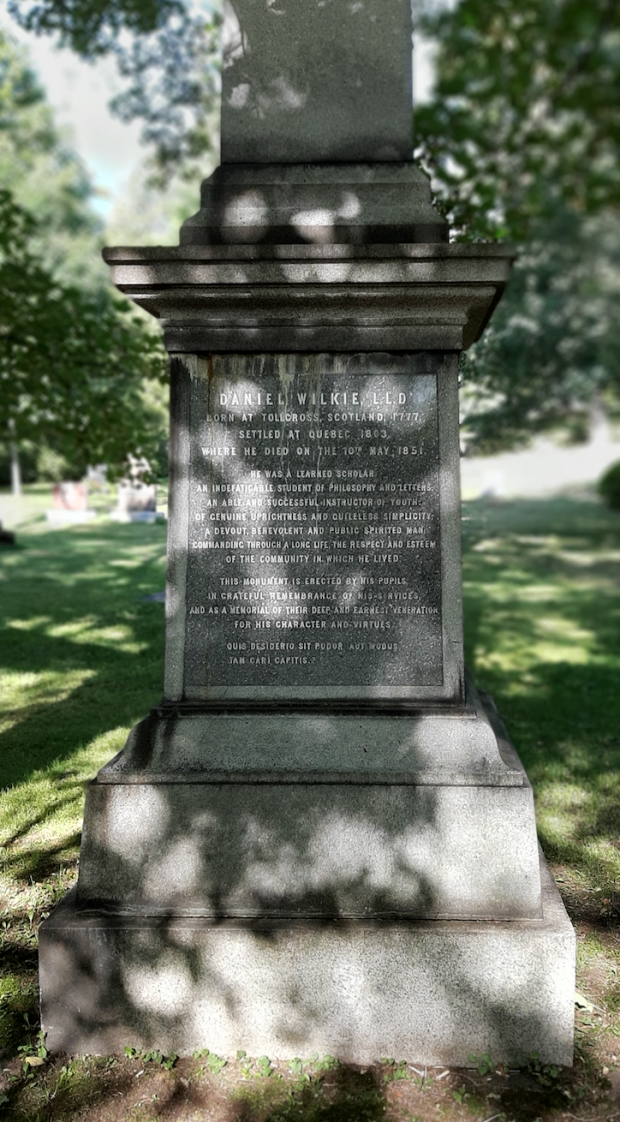 DANIEL WILKIE, LL.D
BORN AT TOLLCROSS, SCOTLAND, 1777,
SETTLED AT QUEBEC, 1803,
WHERE HE DIED ON THE 10TH MAY, 1851.
HE WAS A LEARNED SCHOLAR
AN INDEFATIGABLE STUDENT OF PHILOSOPHY AND LETTERS,
AN ABLE AND SUCCESSFUL INSTRUCTOR OF YOUTH:
OF GENUINE UPRIGHTNESS AND GUILELESS SIMPLICITY:
A DEVOUT, BENEVOLENT AND PUBLIC SPIRITED MAN:
COMMANDING THROUGH A LONG LIFE, THE RESPECT AND ESTEEM
OF THE COMMUNITY IN WHICH HE LIVED
THIS MONUMENT IS ERECTED BY HIS PUPILS,
IN GRATEFUL REMEMBRANCE OF HIS SERVICES,
AND AS A MEMORIAL OF THEIR DEEP AND EARNEST VENERATION
FOR HIS CHARACTER AND VIRTUES.
QUIS DESIDERIO SIT PUDOR AUT MODUS
TAM CARI CAPITIS.?